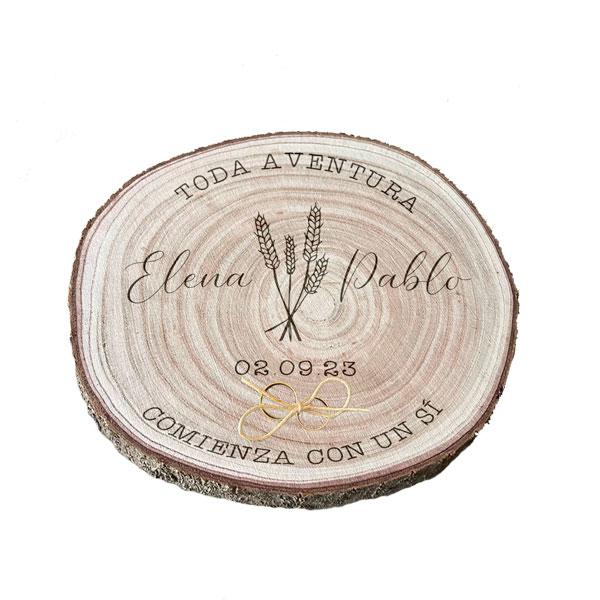 TODA AVENTURA
Elena Pablo
02.09.23
COMIENZA CON UN SÍ